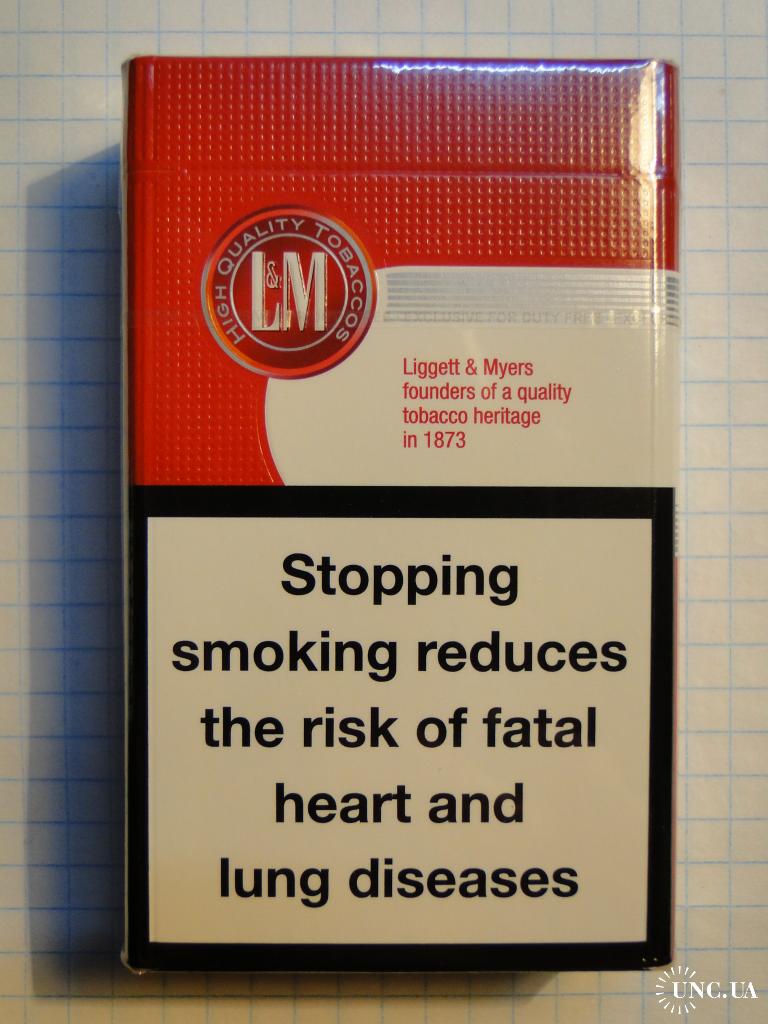 HIGH QUALITY TOBACCOS
L&M
EXCLUSIVE FOR DUTY FREE
Liggett & Myers
founders of a quality
tobacco heritage
in 1873
Stopping
smoking reduces
the risk of fatal
heart and
lung diseases
UNC.UA